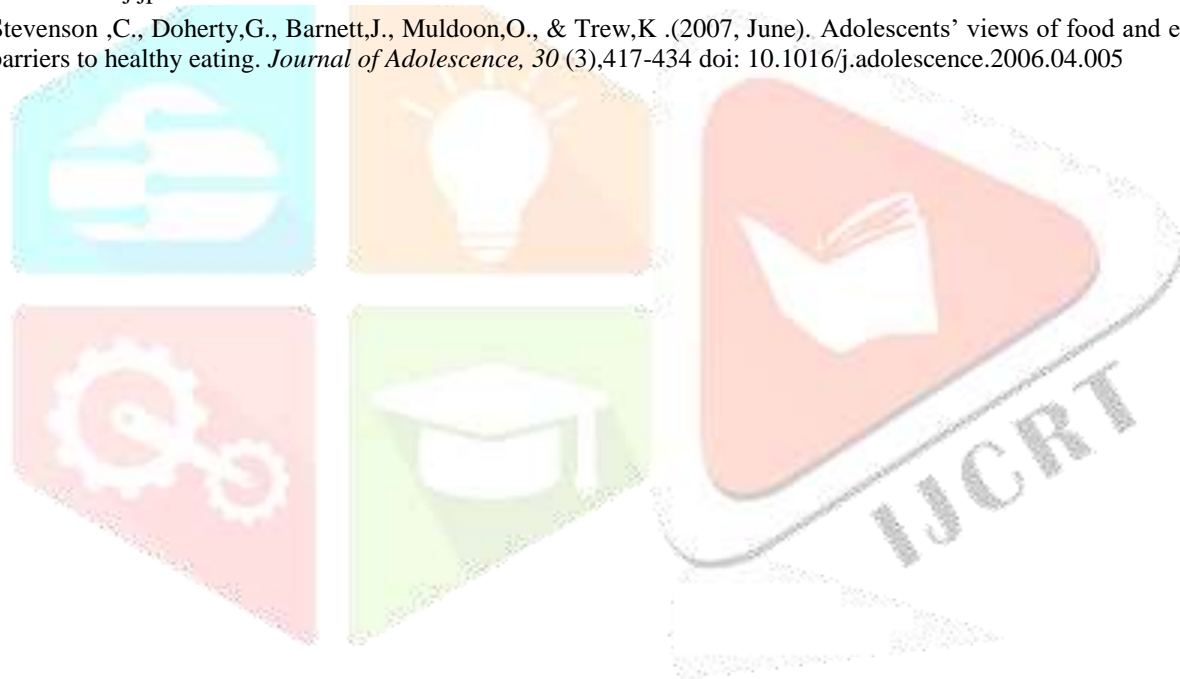 Stevenson ,C., Doherty,G., Barnett,J., Muldoon,O., & Trew,K .(2007, June). Adolescents’ views of food and e
barriers to healthy eating. Journal of Adolescence, 30 (3),417-434 doi: 10.1016/j.adolescence.2006.04.005
IJCRT